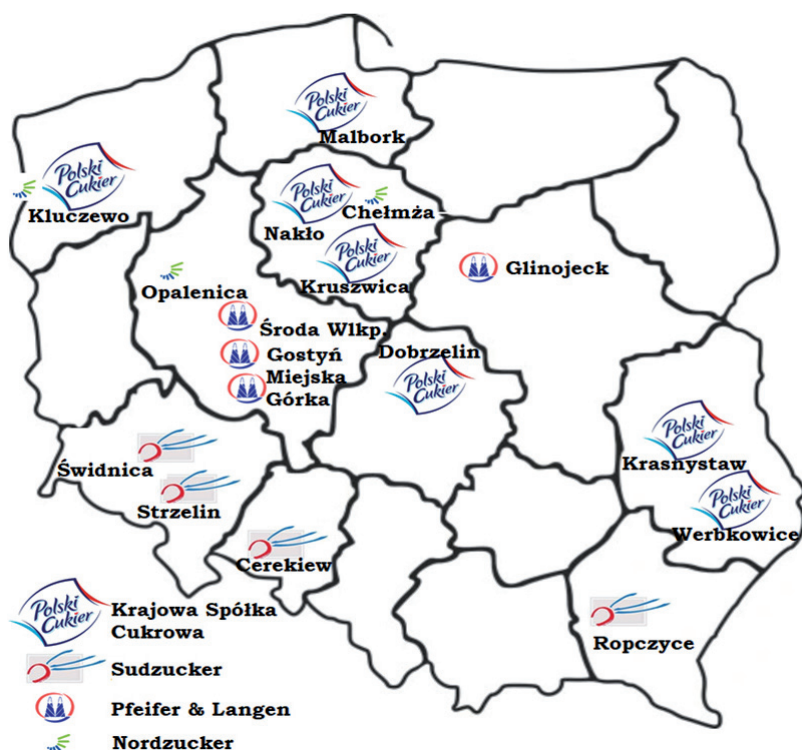 Polski
Cukier
Malbork
Polski
Cukier
Kluczewo
Polski
Cukier
Nakło
Chełmża
Polski
Cukier
Kruszwica
Opalenica
Glinojeck
Środa Wlkp.
Gostyń
Miejska
Górka
Dobrzelin
Polski
Cukier
Polski
Cukier
Krasnystaw
Polski
Cukier
Werbkowice
Świdnica
Strzelin
Cerekiew
Ropczyce
Polski
Cukier
Krajowa Spółka
Cukrowa
Sudzucker
Pfeifer & Langen
Nordzucker